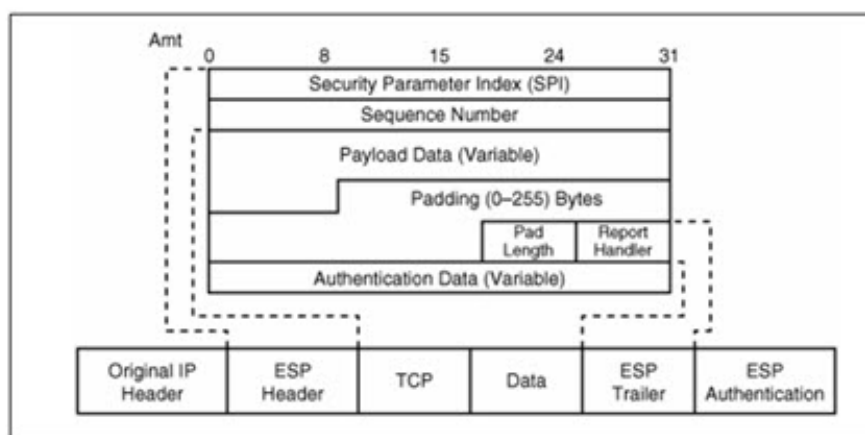 Amt
0 8 15 24 31
Security Parameter Index (SPI)
Sequence Number
Payload Data (Variable)
Padding (0–255) Bytes
Pad
Length
Report
Handler
Authentication Data (Variable)
Original IP
Header
ESP
Header
TCP
Data
ESP
Trailer
ESP
Authentication